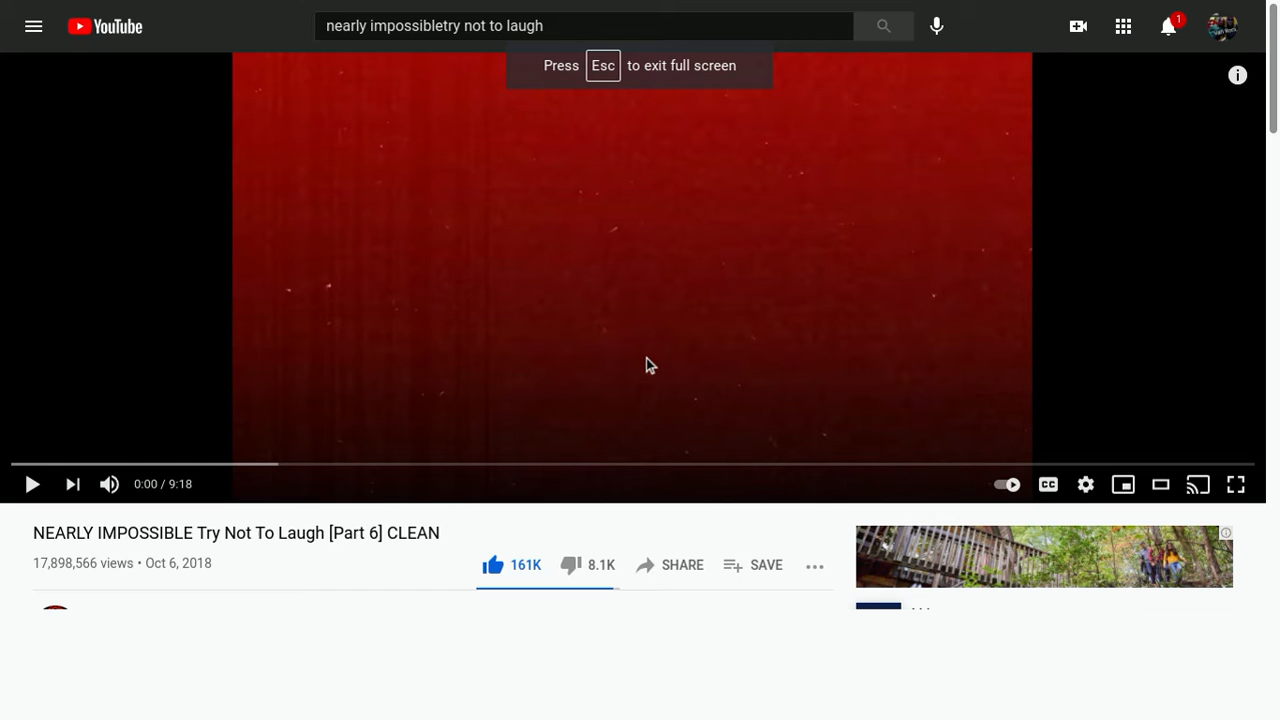 YouTube
nearly impossibletry not to laugh
1
Press Esc to exit full screen
0:00 / 9:18
CC
NEARLY IMPOSSIBLE Try Not To Laugh [Part 6] CLEAN
17,898,566 views • Oct 6, 2018
161K
8.1K
SHARE
SAVE